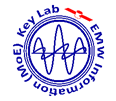 Key Lab
EMW Information (MoE)